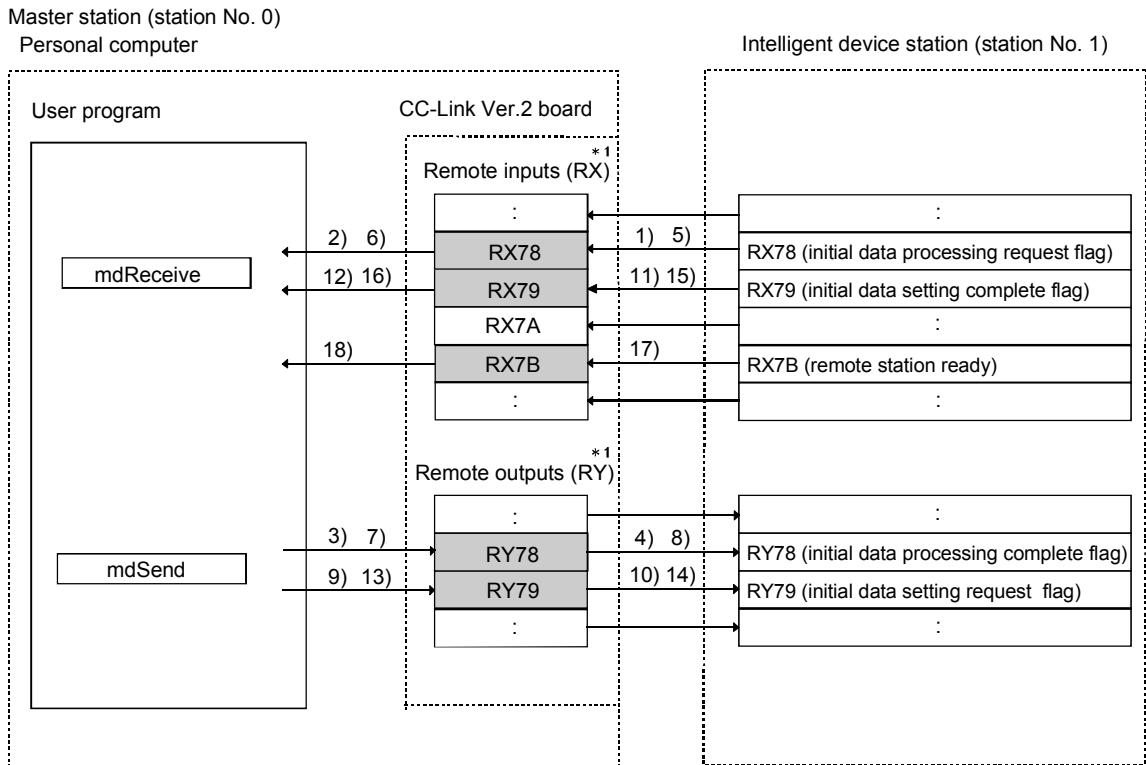 Master station (station No. 0)
Personal computer
Intelligent device station (station No. 1)
User program
CC-Link Ver.2 board
*1
Remote inputs (RX)
:
:
2) 6)
RX78
1) 5)
RX78 (initial data processing request flag)
mdReceive
12) 16)
RX79
11) 15)
RX79 (initial data setting complete flag)
RX7A
:
18)
RX7B
17)
RX7B (remote station ready)
:
:
*1
Remote outputs (RY)
:
:
3) 7)
RY78
4) 8)
RY78 (initial data processing complete flag)
mdSend
9) 13)
RY79
10) 14)
RY79 (initial data setting request flag)
:
: